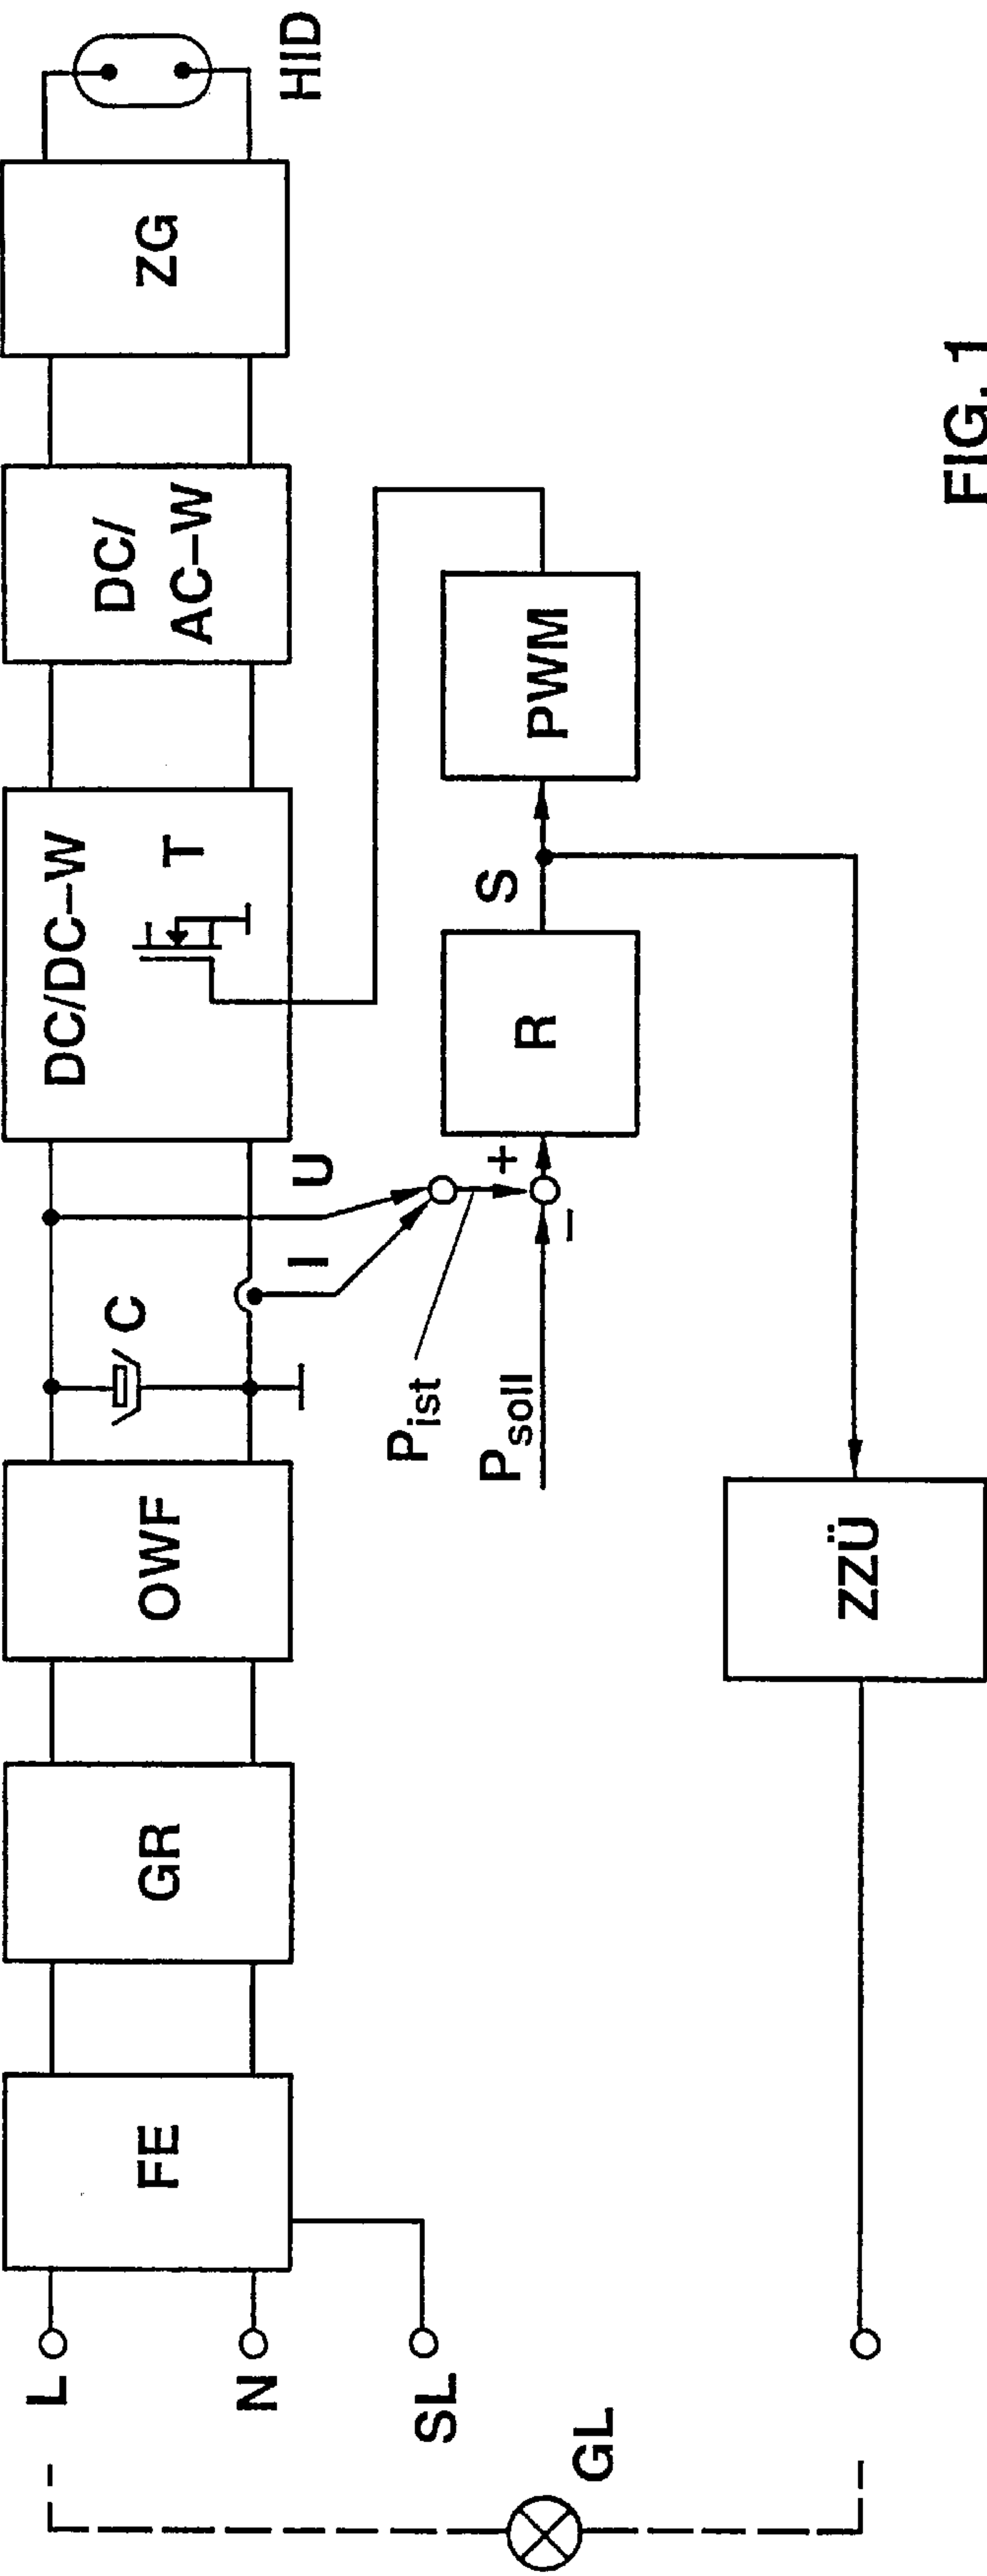 L
N
SL
GL
FE
GR
OWF
C
I
U
P_ist
P_soll
+
−
DC/DC–W
T
R
S
PWM
DC/
AC–W
ZG
HID
ZZÜ
FIG. 1